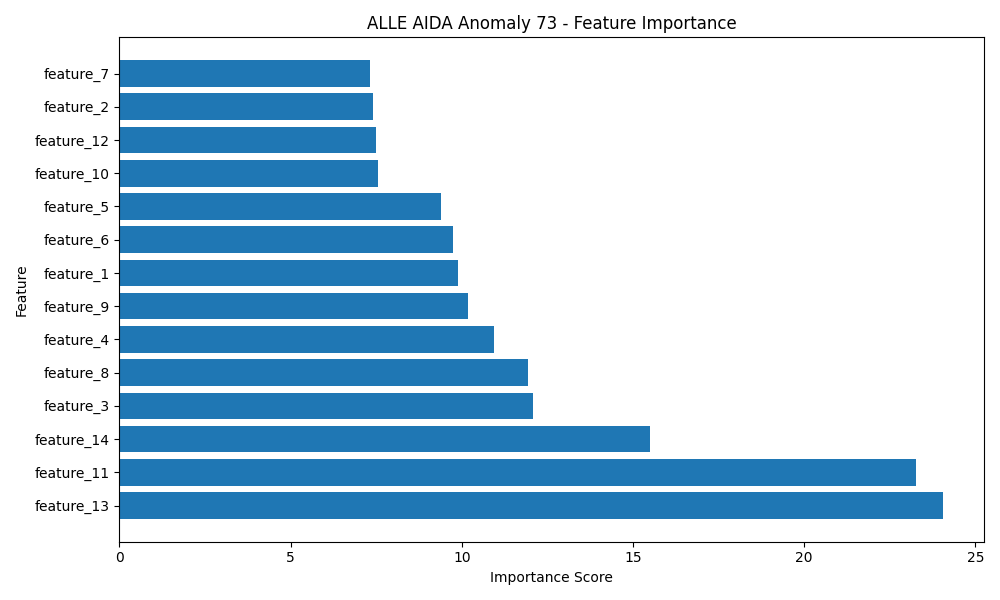 ALLE AIDA Anomaly 73 - Feature Importance
feature_7
feature_2
feature_12
feature_10
feature_5
feature_6
feature_1
feature_9
feature_4
feature_8
feature_3
feature_14
feature_11
feature_13
Feature
0 5 10 15 20 25
Importance Score